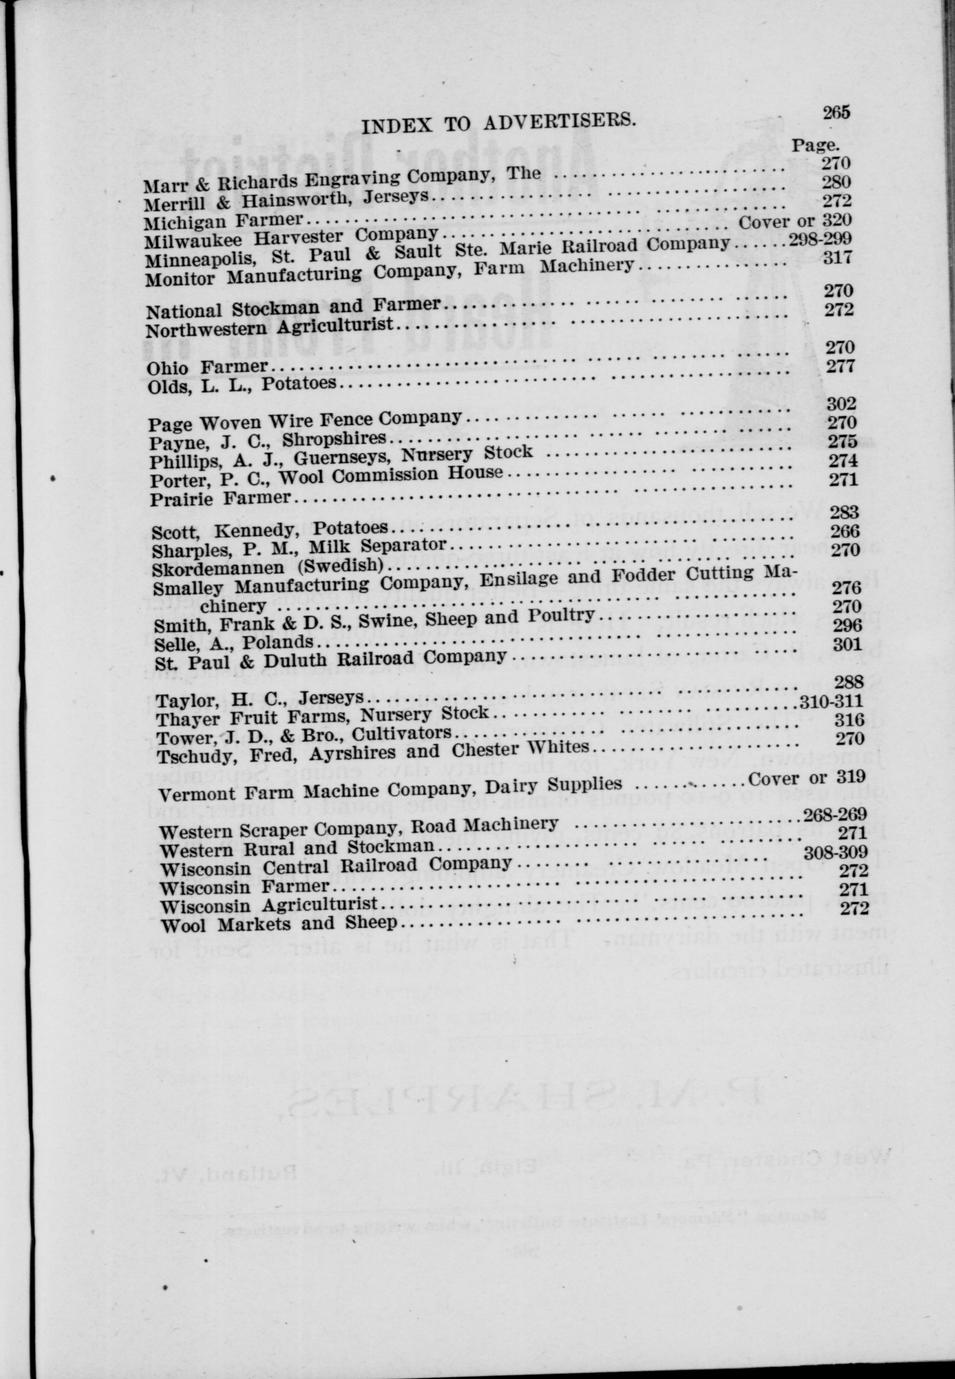 265
INDEX TO ADVERTISERS.
Page.
Marr & Richards Engraving Company, The .......................... 270
Merrill & Hainsworth, Jerseys.................................... 280
Michigan Farmer.................................................. 272
Milwaukee Harvester Company.............................. Cover or 320
Minneapolis, St. Paul & Sault Ste. Marie Railroad Company......298-299
Monitor Manufacturing Company, Farm Machinery................ 317
National Stockman and Farmer.................................... 270
Northwestern Agriculturist....................................... 272
Ohio Farmer...................................................... 270
Olds, L. L., Potatoes............................................ 277
Page Woven Wire Fence Company.................................... 302
Payne, J. C., Shropshires........................................ 270
Phillips, A. J., Guernseys, Nursery Stock ....................... 275
Porter, P. C., Wool Commission House............................. 274
Prairie Farmer................................................... 271
Scott, Kennedy, Potatoes......................................... 283
Sharples, P. M., Milk Separator.................................. 266
Skordemannen (Swedish)........................................... 270
Smalley Manufacturing Company, Ensilage and Fodder Cutting Ma-
chinery ......................................................... 276
Smith, Frank & D. S., Swine, Sheep and Poultry................... 270
Selle, A., Polands............................................... 296
St. Paul & Duluth Railroad Company............................... 301
Taylor, H. C., Jerseys........................................... 288
Thayer Fruit Farms, Nursery Stock............................310-311
Tower, J. D., & Bro., Cultivators................................ 316
Tschudy, Fred, Ayrshires and Chester Whites...................... 270
Vermont Farm Machine Company, Dairy Supplies ............Cover or 319
Western Scraper Company, Road Machinery .....................268-269
Western Rural and Stockman....................................... 271
Wisconsin Central Railroad Company........................... 308-309
Wisconsin Farmer................................................. 272
Wisconsin Agriculturist.......................................... 271
Wool Markets and Sheep........................................... 272